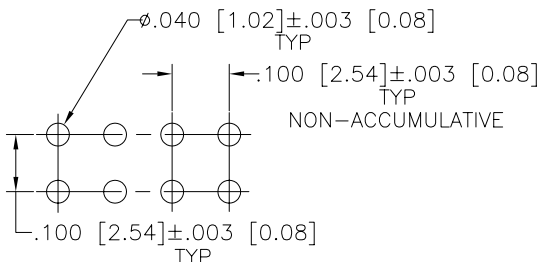 ⌀.040 [1.02]±.003 [0.08]
TYP
.100 [2.54]±.003 [0.08]
TYP
NON-ACCUMULATIVE
.100 [2.54]±.003 [0.08]
TYP